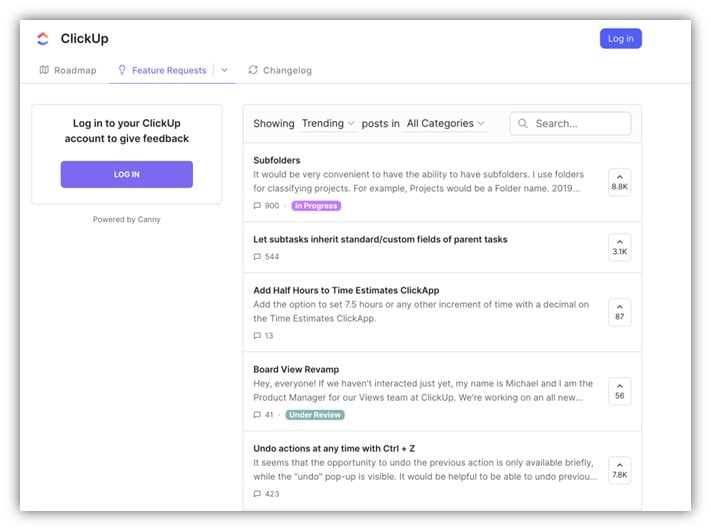 ClickUp
Log in
Roadmap
Feature Requests
Changelog
Log in to your ClickUp
account to give feedback
LOG IN
Powered by Canny
Showing Trending posts in All Categories
Search...
Subfolders
It would be very convenient to have the ability to have subfolders. I use folders
for classifying projects. For example, Projects would be a Folder name. 2019...
900 · In Progress
8.8K
Let subtasks inherit standard/custom fields of parent tasks
544
3.1K
Add Half Hours to Time Estimates ClickApp
Add the option to set 7.5 hours or any other increment of time with a decimal on
the Time Estimates ClickApp.
13
87
Board View Revamp
Hey, everyone! If we haven't interacted just yet, my name is Michael and I am the
Product Manager for our Views team at ClickUp. We're working on an all new...
41 · Under Review
56
Undo actions at any time with Ctrl + Z
It seems that the opportunity to undo the previous action is only available briefly,
while the "undo" pop-up is visible. It would be helpful to be able to undo previou...
423
7.8K